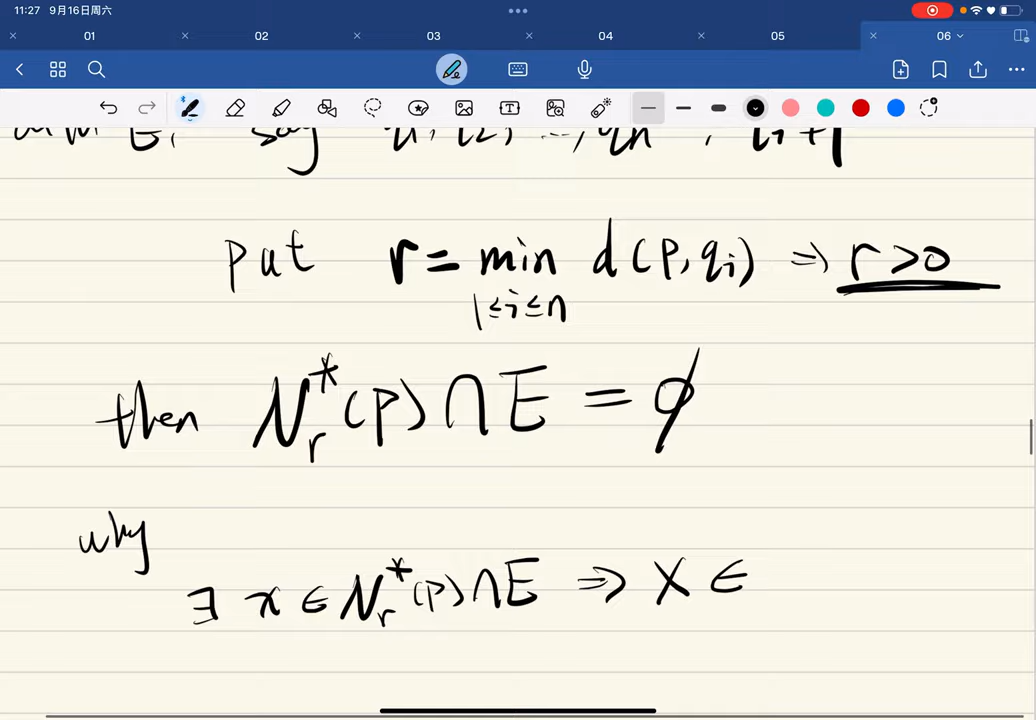 11:27 9月16日周六
01 02 03 04 05 06
say
put r = min d(p, qi) ⇒ r > 0
1≤i≤n
then N*r(p) ∩ E = ϕ
why
∃ x ∈ N*r(p) ∩ E ⇒ x ∈